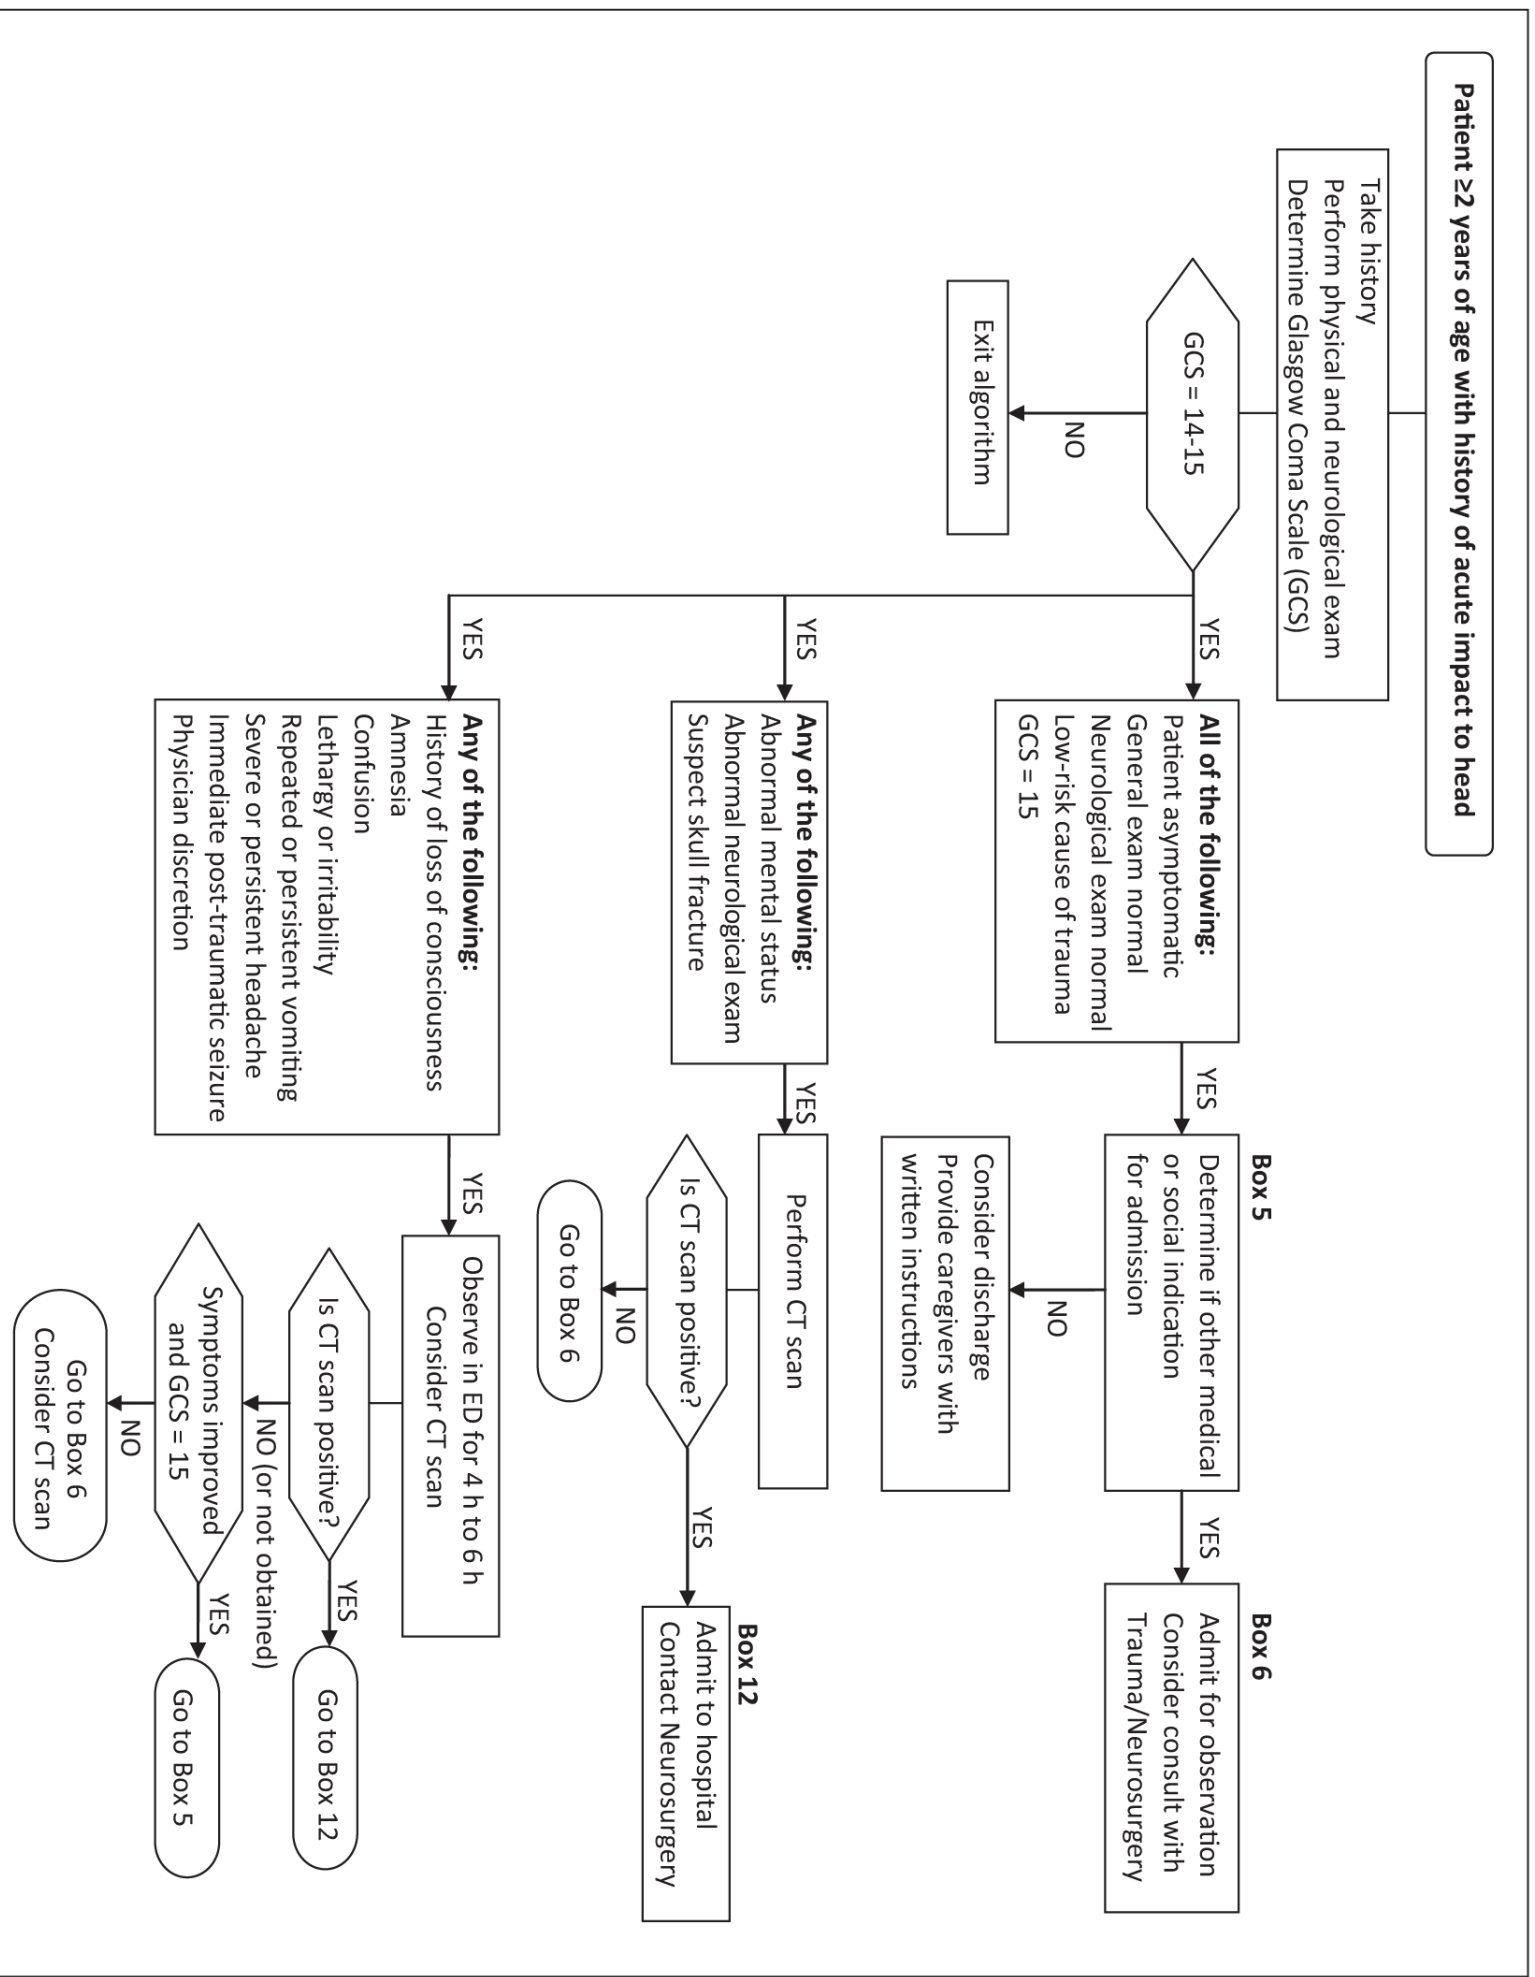 Patient ≥2 years of age with history of acute impact to head
Take history
Perform physical and neurological exam
Determine Glasgow Coma Scale (GCS)
GCS = 14-15
NO
Exit algorithm
YES
All of the following:
Patient asymptomatic
General exam normal
Neurological exam normal
Low-risk cause of trauma
GCS = 15
YES
Box 5
Determine if other medical
or social indication
for admission
NO
Consider discharge
Provide caregivers with
written instructions
YES
Box 6
Admit for observation
Consider consult with
Trauma/Neurosurgery
YES
Any of the following:
Abnormal mental status
Abnormal neurological exam
Suspect skull fracture
YES
Perform CT scan
Is CT scan positive?
NO
Go to Box 6
YES
Box 12
Admit to hospital
Contact Neurosurgery
YES
Any of the following:
History of loss of consciousness
Amnesia
Confusion
Lethargy or irritability
Repeated or persistent vomiting
Severe or persistent headache
Immediate post-traumatic seizure
Physician discretion
YES
Observe in ED for 4 h to 6 h
Consider CT scan
Is CT scan positive?
YES
Go to Box 12
NO (or not obtained)
Symptoms improved
and GCS = 15
YES
Go to Box 5
NO
Go to Box 6
Consider CT scan